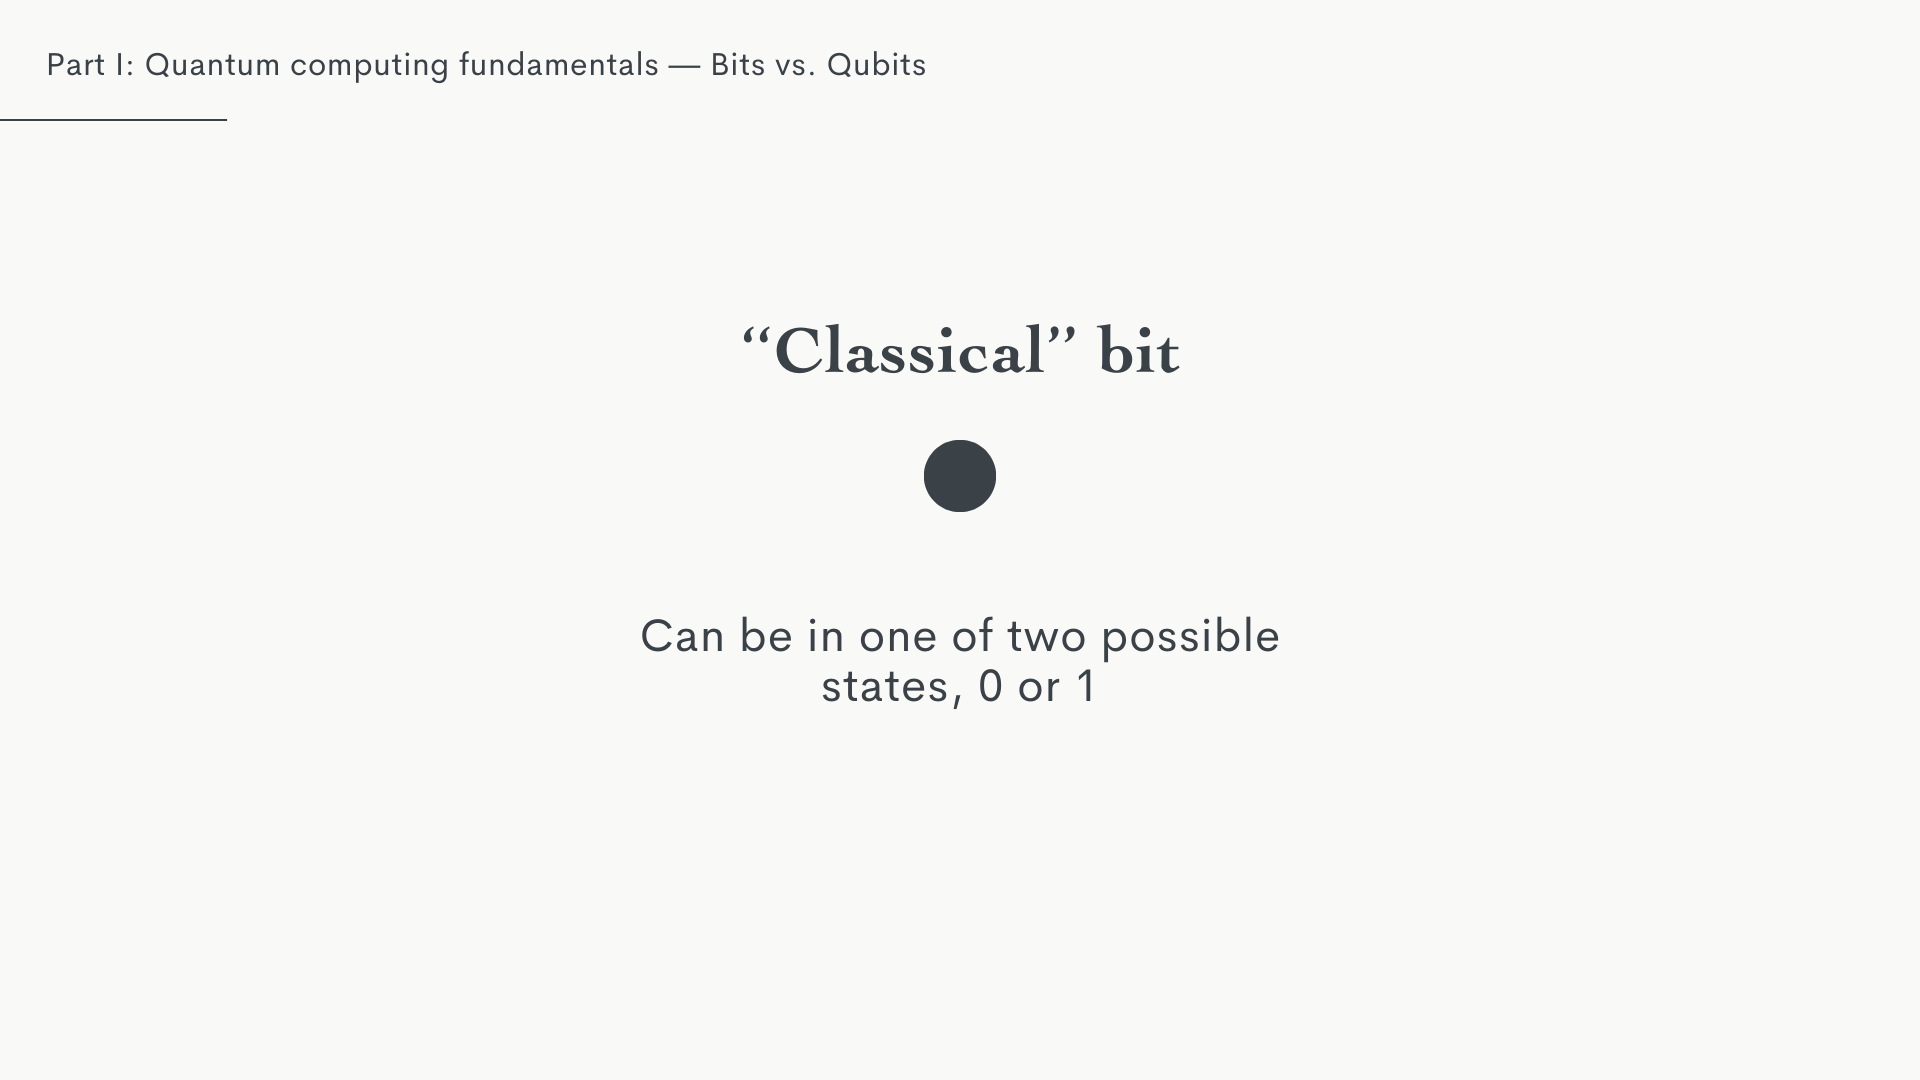 Part I: Quantum computing fundamentals — Bits vs. Qubits
“Classical” bit
Can be in one of two possible
states, 0 or 1